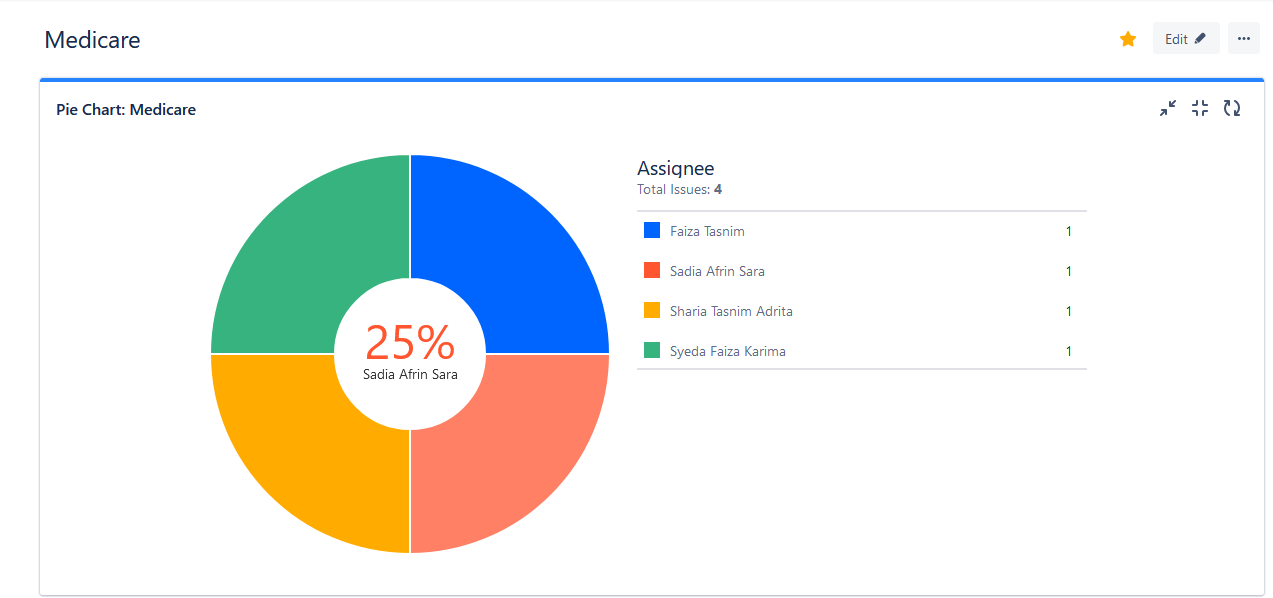 Medicare
Edit
Pie Chart: Medicare
Assignee
Total Issues: 4
Faiza Tasnim 1
Sadia Afrin Sara 1
Sharia Tasnim Adrita 1
Syeda Faiza Karima 1
25%
Sadia Afrin Sara